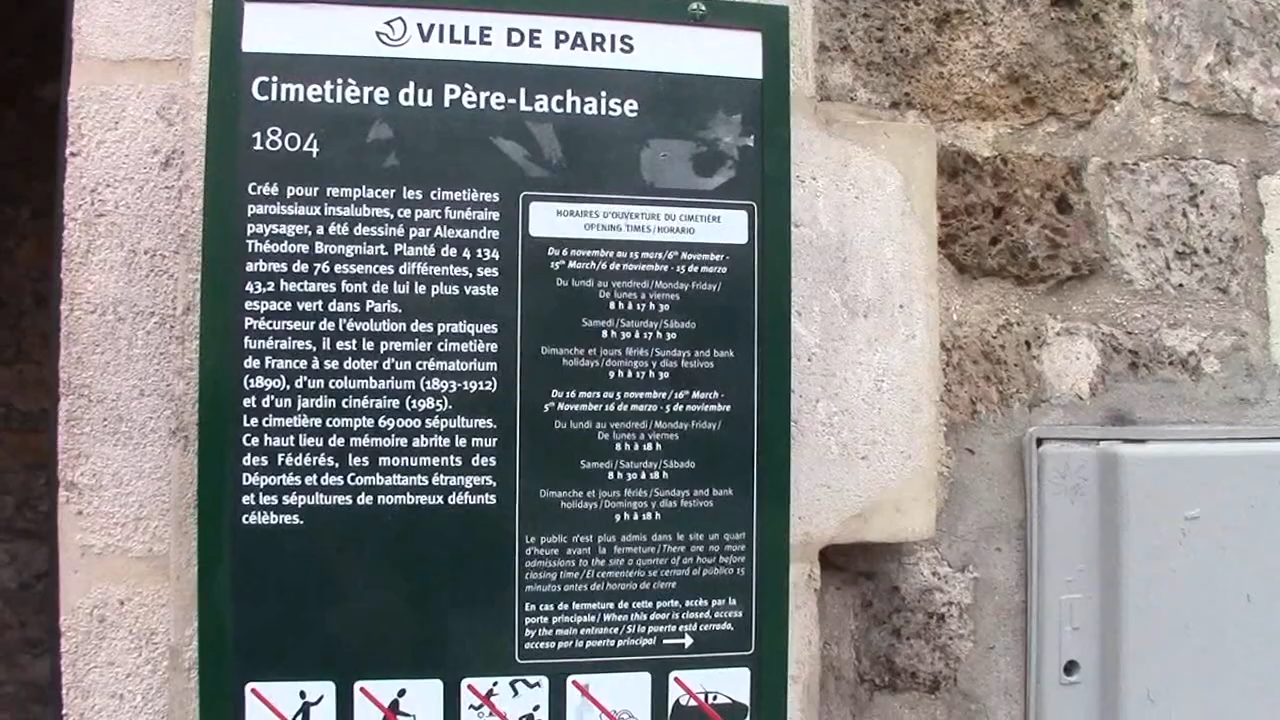 VILLE DE PARIS
Cimetière du Père-Lachaise
1804
Créé pour remplacer les cimetières
paroissiaux insalubres, ce parc funéraire
paysager, a été dessiné par Alexandre
Théodore Brongniart. Planté de 4 134
arbres de 76 essences différentes, ses
43,2 hectares font de lui le plus vaste
espace vert dans Paris.
Précurseur de l'évolution des pratiques
funéraires, il est le premier cimetière
de France à se doter d'un crématorium
(1890), d'un columbarium (1893-1912)
et d'un jardin cinéraire (1985).
Le cimetière compte 69000 sépultures.
Ce haut lieu de mémoire abrite le mur
des Fédérés, les monuments des
Déportés et des Combattants étrangers,
et les sépultures de nombreux défunts
célèbres.
HORAIRES D'OUVERTURE DU CIMETIÈRE
OPENING TIMES/HORARIO
Du 6 novembre au 15 mars/6th November -
15th March/6 de noviembre - 15 de marzo
Du lundi au vendredi/Monday-Friday/
De lunes a viernes
8 h à 17 h 30
Samedi/Saturday/Sábado
8 h 30 à 17 h 30
Dimanche et jours fériés/Sundays and bank
holidays/domingos y días festivos
9 h à 17 h 30
Du 16 mars au 5 novembre/16th March -
5th November 16 de marzo - 5 de noviembre
Du lundi au vendredi/Monday-Friday/
De lunes a viernes
8 h à 18 h
Samedi/Saturday/Sábado
8 h 30 à 18 h
Dimanche et jours fériés/Sundays and bank
holidays/Domingos y días festivos
9 h à 18 h
Le public n'est plus admis dans le site un quart
d'heure avant la fermeture/There are no more
admissions to the site a quarter of an hour before
closing time/El cementerio se cerrará al público 15
minutos antes del horario de cierre
En cas de fermeture de cette porte, accès par la
porte principale/When this door is closed, access
by the main entrance/Si la puerta está cerrada,
acceso por la puerta principal